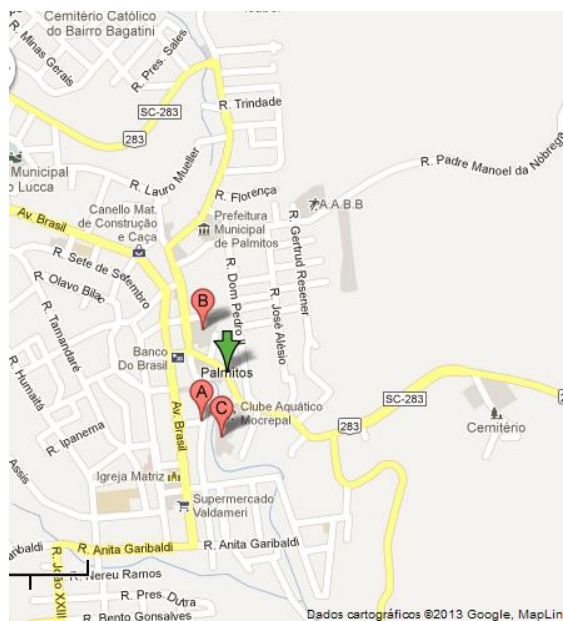 Isabel
Cemitério Católico
do Bairro Bagatini
R. Minas Gerais
R. Pres. Sales
R. Trindade
SC-283
283
R. Padre Manoel da Nóbrega
Municipal
Lucca
R. Lauro Mueller
R. Florença
A.A.B.B
Av. Brasil
Canello Mat.
de Construção
e Caça
Prefeitura
Municipal
de Palmitos
R. Gertrud Resener
R. Sete de Setembro
R. Olavo Bilac
R. Dom Pedro II
R. José Alésio
R. Tamandaré
B
Banco
Do Brasil
R. Humaitá
Palmitos
A
C
Clube Aquático
Mocrepal
SC-283
283
Cemitério
Av. Brasil
R. Ipanema
Assis
Igreja Matriz
Supermercado
Valdameri
Garibaldi
R. Anita Garibaldi
R. Anita Garibaldi
R. João XXIII
R. Nereu Ramos
R. Pres. Dutra
R. Bento Gonsalves
Dados cartográficos ©2013 Google, MapLin